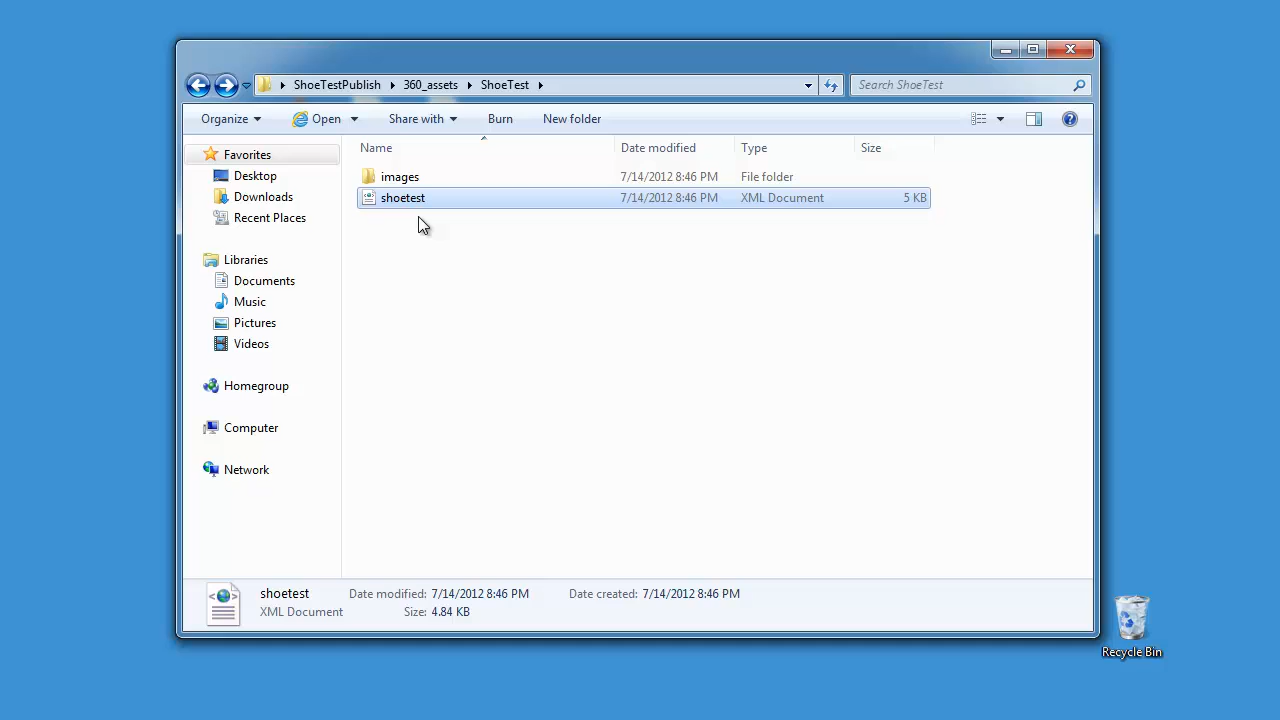 ShoeTestPublish 360_assets ShoeTest Search ShoeTest
Organize Open Share with Burn New folder
Name Date modified Type Size
Favorites
Desktop
Downloads
Recent Places
Libraries
Documents
Music
Pictures
Videos
Homegroup
Computer
Network
images 7/14/2012 8:46 PM File folder
shoetest 7/14/2012 8:46 PM XML Document 5 KB
shoetest Date modified: 7/14/2012 8:46 PM Date created: 7/14/2012 8:46 PM
XML Document Size: 4.84 KB
Recycle Bin